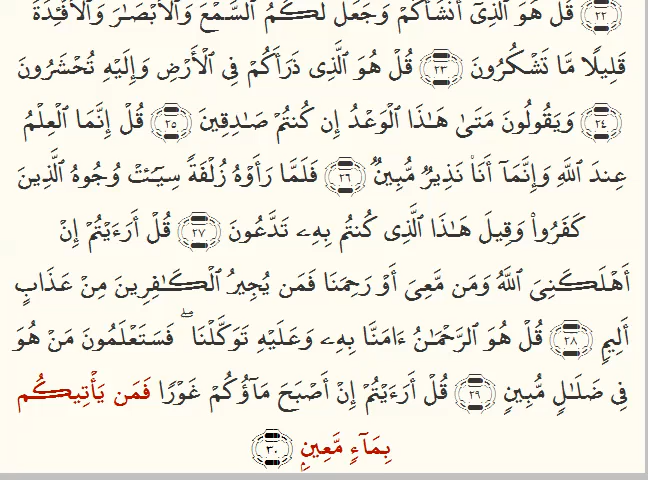 ٢٢ قُلْ هُوَ ٱلَّذِىٓ أَنشَأَكُمْ وَجَعَلَ لَكُمُ ٱلسَّمْعَ وَٱلْأَبْصَـٰرَ وَٱلْأَفْـِٔدَةَ
قَلِيلًا مَّا تَشْكُرُونَ ٢٣ قُلْ هُوَ ٱلَّذِى ذَرَأَكُمْ فِى ٱلْأَرْضِ وَإِلَيْهِ تُحْشَرُونَ
٢٤ وَيَقُولُونَ مَتَىٰ هَـٰذَا ٱلْوَعْدُ إِن كُنتُمْ صَـٰدِقِينَ ٢٥ قُلْ إِنَّمَا ٱلْعِلْمُ
عِندَ ٱللَّهِ وَإِنَّمَآ أَنَا۠ نَذِيرٌ مُّبِينٌ ٢٦ فَلَمَّا رَأَوْهُ زُلْفَةً سِيٓـَٔتْ وُجُوهُ ٱلَّذِينَ
كَفَرُوا۟ وَقِيلَ هَـٰذَا ٱلَّذِى كُنتُم بِهِۦ تَدَّعُونَ ٢٧ قُلْ أَرَءَيْتُمْ إِنْ
أَهْلَكَنِىَ ٱللَّهُ وَمَن مَّعِىَ أَوْ رَحِمَنَا فَمَن يُجِيرُ ٱلْكَـٰفِرِينَ مِنْ عَذَابٍ
أَلِيمٍ ٢٨ قُلْ هُوَ ٱلرَّحْمَـٰنُ ءَامَنَّا بِهِۦ وَعَلَيْهِ تَوَكَّلْنَا ۖ فَسَتَعْلَمُونَ مَنْ هُوَ
فِى ضَلَـٰلٍ مُّبِينٍ ٢٩ قُلْ أَرَءَيْتُمْ إِنْ أَصْبَحَ مَآؤُكُمْ غَوْرًا فَمَن يَأْتِيكُم
بِمَآءٍ مَّعِينٍۭ ٣٠